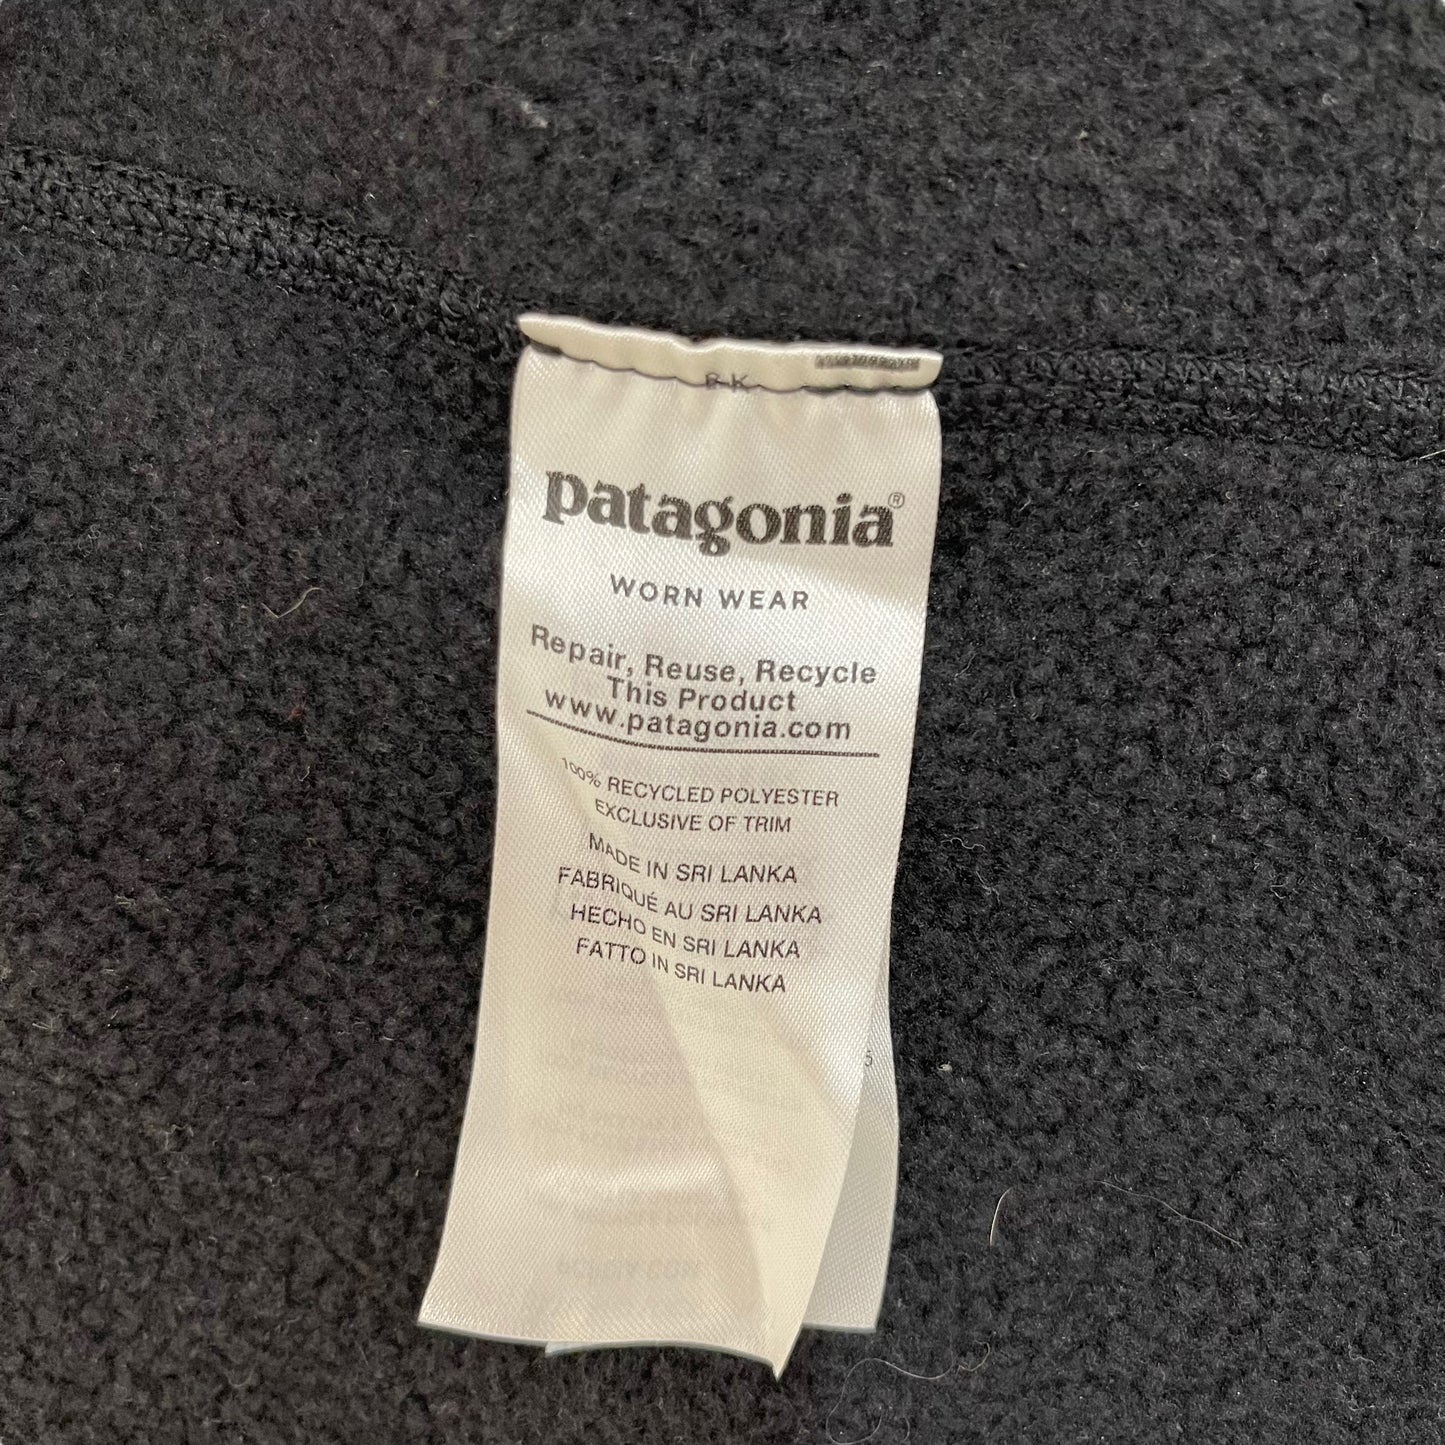 patagonia®
WORN WEAR
Repair, Reuse, Recycle
This Product
www.patagonia.com
100% RECYCLED POLYESTER
EXCLUSIVE OF TRIM
MADE IN SRI LANKA
FABRIQUÉ AU SRI LANKA
HECHO EN SRI LANKA
FATTO IN SRI LANKA